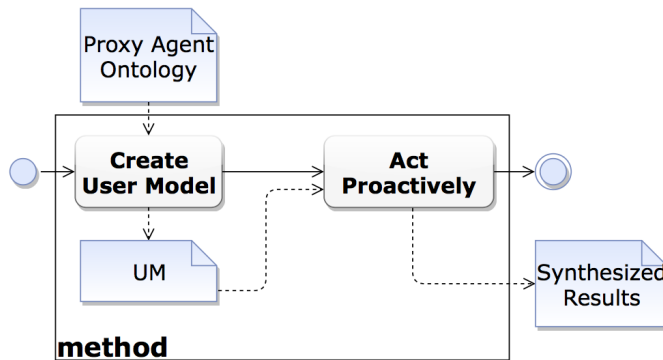 Proxy Agent
Ontology
Create
User Model
Act
Proactively
UM
Synthesized
Results
method